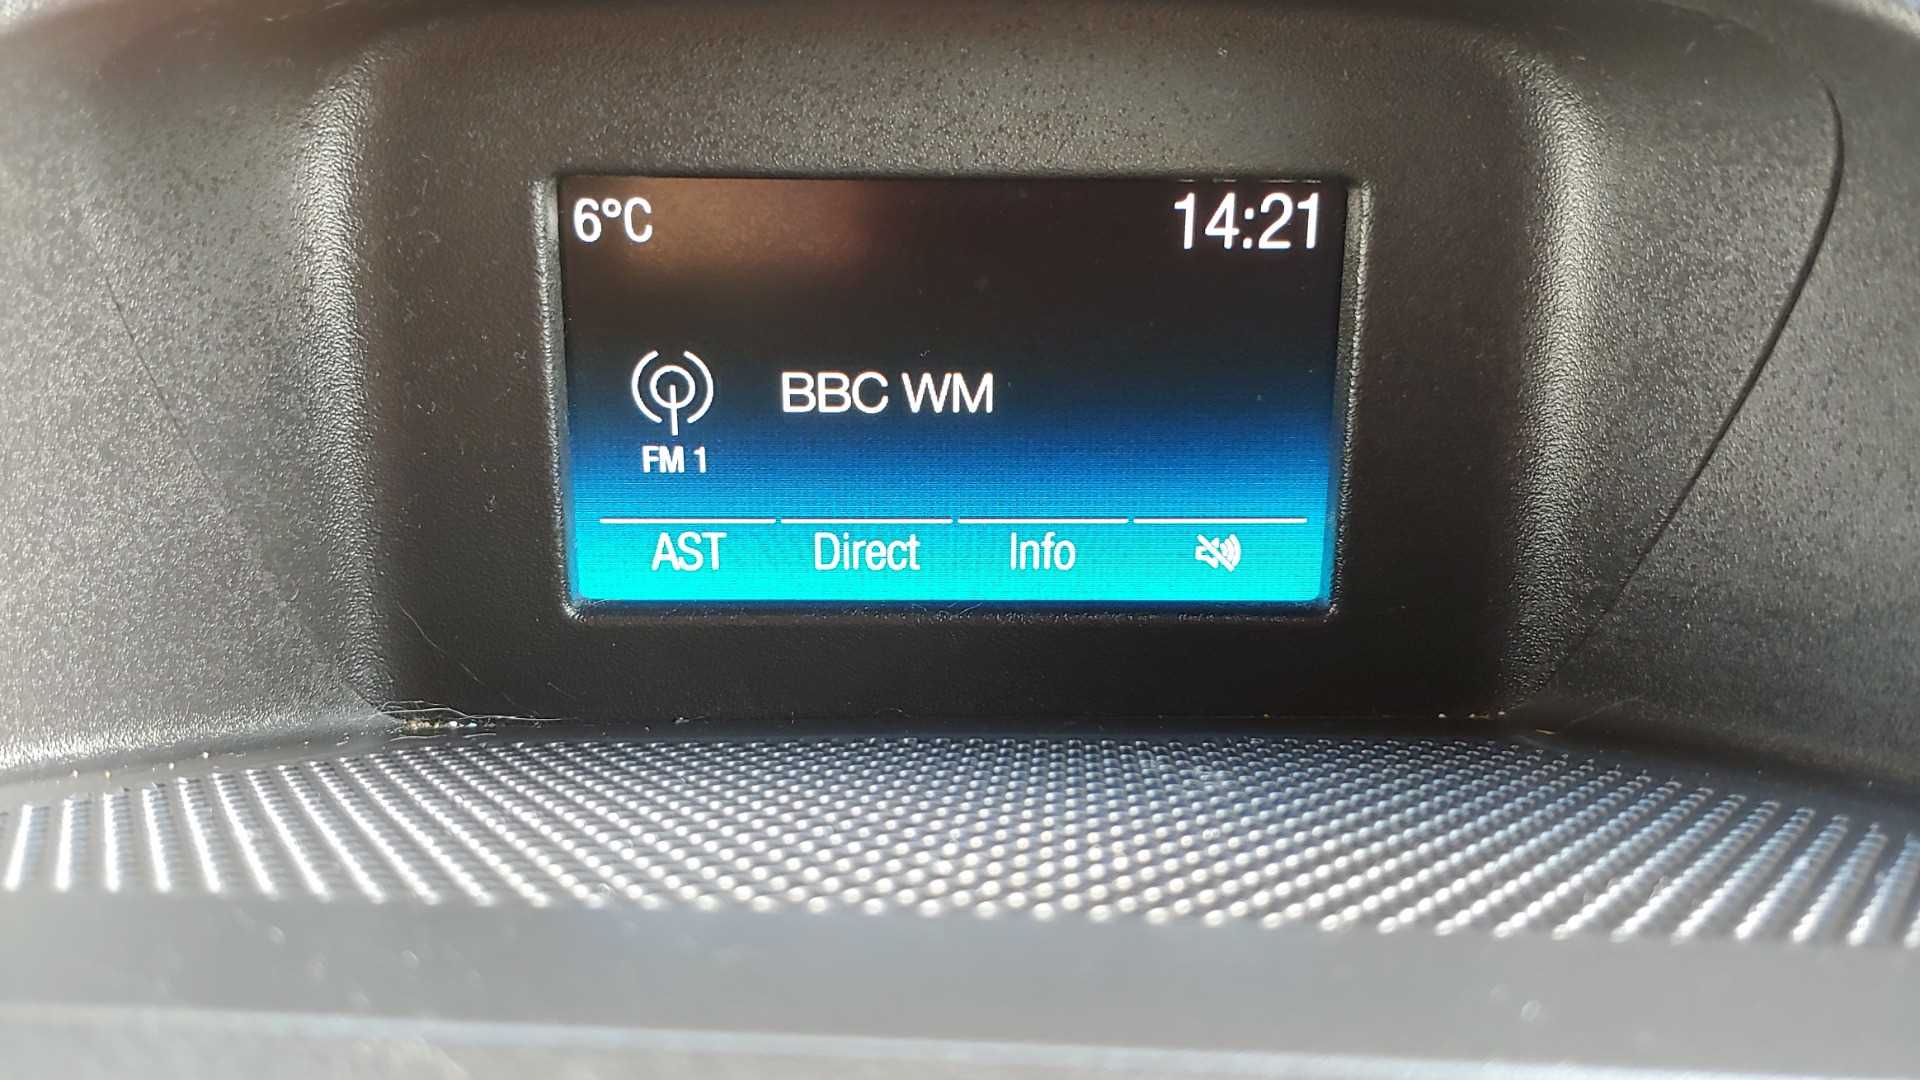 6°C 14:21
BBC WM
FM 1
AST Direct Info